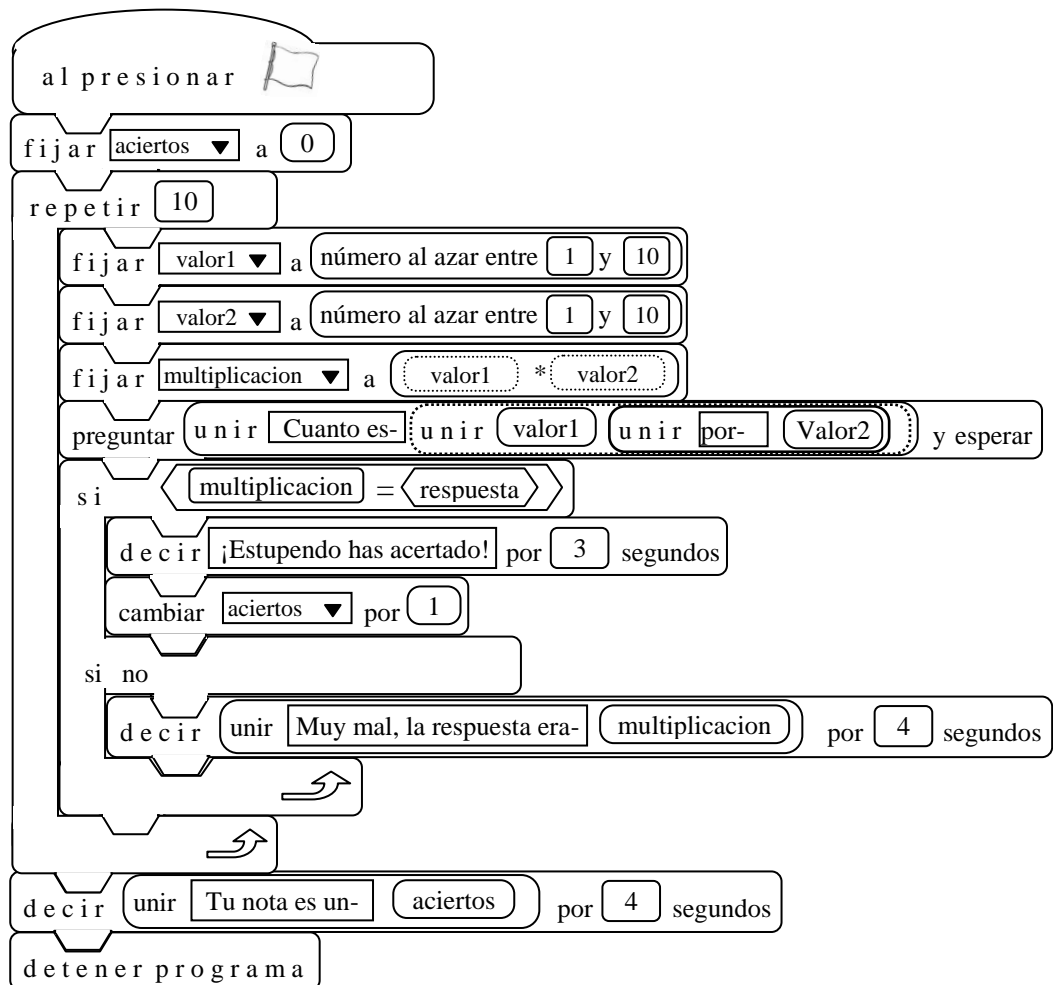 al presionar
fijar aciertos ▼ a 0
repetir 10
fijar valor1 ▼ a número al azar entre 1 y 10
fijar valor2 ▼ a número al azar entre 1 y 10
fijar multiplicacion ▼ a valor1 * valor2
preguntar unir Cuanto es- unir valor1 unir por- Valor2 y esperar
si multiplicacion = respuesta
decir ¡Estupendo has acertado! por 3 segundos
cambiar aciertos ▼ por 1
si no
decir unir Muy mal, la respuesta era- multiplicacion por 4 segundos
decir unir Tu nota es un- aciertos por 4 segundos
detener programa